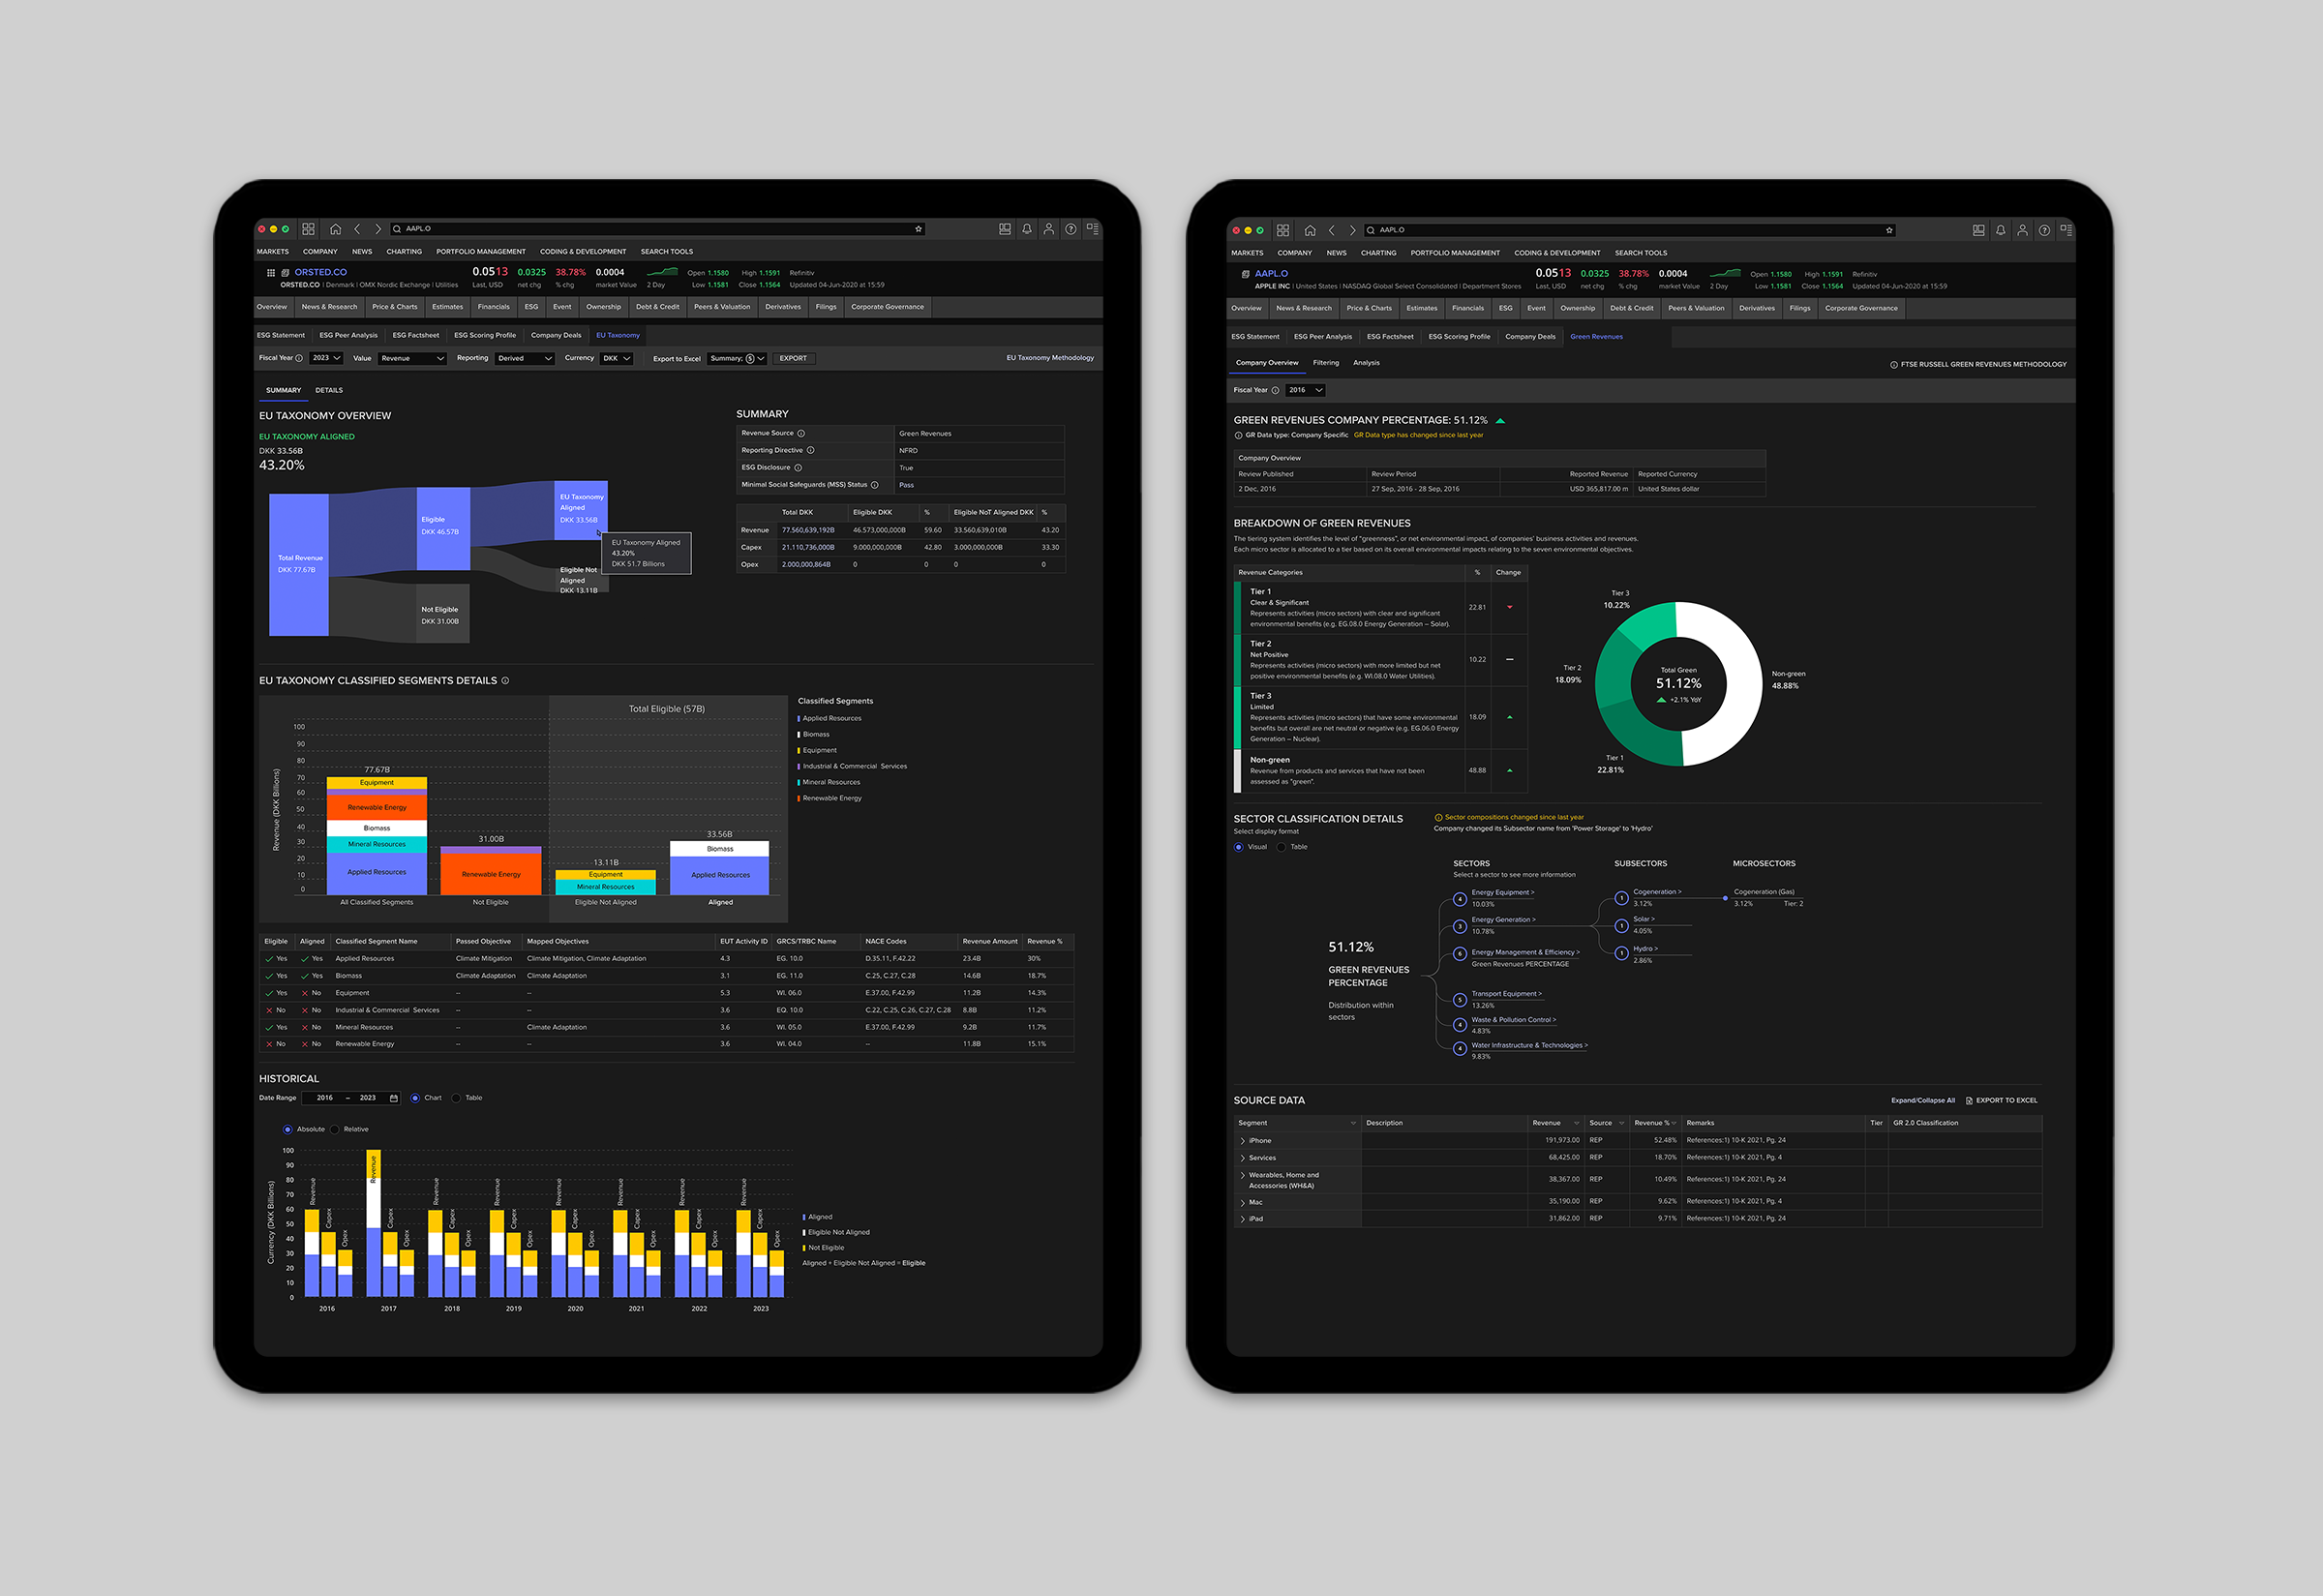 AAPL.O
MARKETS COMPANY NEWS CHARTING PORTFOLIO MANAGEMENT CODING & DEVELOPMENT SEARCH TOOLS
ORSTED.CO 0.0513 0.0325 38.78% 0.0004 Open 1.1580 High 1.1591 Refinitiv
ORSTED.CO | Denmark | OMX Nordic Exchange | Utilities Last, USD net chg % chg market Value 2 Day Low 1.1581 Close 1.1564 Updated 04-Jun-2020 at 15:59
Overview News & Research Price & Charts Estimates Financials ESG Event Ownership Debt & Credit Peers & Valuation Derivatives Filings Corporate Governance
ESG Statement ESG Peer Analysis ESG Factsheet ESG Scoring Profile Company Deals EU Taxonomy
Fiscal Year 2023 Value Revenue Reporting Derived Currency DKK Export to Excel Summary: 5 EXPORT EU Taxonomy Methodology
SUMMARY DETAILS
EU TAXONOMY OVERVIEW
EU TAXONOMY ALIGNED
DKK 33.56B
43.20%
Total Revenue
DKK 77.67B
Eligible
DKK 46.57B
Not Eligible
DKK 31.00B
EU Taxonomy
Aligned
DKK 33.56B
EU Taxonomy Aligned
43.20%
DKK 51.7 Billions
Eligible Not
Aligned
DKK 13.11B
SUMMARY
Revenue Source Green Revenues
Reporting Directive NFRD
ESG Disclosure True
Minimal Social Safeguards (MSS) Status Pass
Total DKK Eligible DKK % Eligible NoT Aligned DKK %
Revenue 77.560,639,192B 46.573,000,000B 59.60 33.560,639,010B 43.20
Capex 21.110,736,000B 9.000,000,000B 42.80 3.000,000,000B 33.30
Opex 2.000,000,864B 0 0 0 0
EU TAXONOMY CLASSIFIED SEGMENTS DETAILS
Total Eligible (57B)
Revenue (DKK Billions)
100
90
80
70
60
50
40
30
20
10
0
77.67B
Equipment
Renewable Energy
Biomass
Mineral Resources
Applied Resources
31.00B
Renewable Energy
13.11B
Equipment
Mineral Resources
33.56B
Biomass
Applied Resources
All Classified Segments Not Eligible Eligible Not Aligned Aligned
Classified Segments
Applied Resources
Biomass
Equipment
Industrial & Commercial Services
Mineral Resources
Renewable Energy
Eligible Aligned Classified Segment Name Passed Objective Mapped Objectives EUT Activity ID GRCS/TRBC Name NACE Codes Revenue Amount Revenue %
Yes Yes Applied Resources Climate Mitigation Climate Mitigation, Climate Adaptation 4.3 EG. 10.0 D.35.11, F.42.22 23.4B 30%
Yes Yes Biomass Climate Adaptation Climate Adaptation 3.1 EG. 11.0 C.25, C.27, C.28 14.6B 18.7%
Yes No Equipment -- -- 5.3 WI. 06.0 E.37.00, F.42.99 11.2B 14.3%
No No Industrial & Commercial Services -- -- 3.6 EQ. 10.0 C.22, C.25, C.26, C.27, C.28 8.8B 11.2%
Yes No Mineral Resources Climate Adaptation 3.6 WI. 05.0 E.37.00, F.42.99 9.2B 11.7%
No No Renewable Energy -- -- 3.6 WI. 04.0 -- 11.8B 15.1%
HISTORICAL
Date Range 2016 – 2023 Chart Table
Absolute Relative
Currency (DKK Billions)
100
90
80
70
60
50
40
30
20
10
0
Revenue Capex Opex
Revenue Capex Opex
Revenue Capex Opex
Revenue Capex Opex
Revenue Capex Opex
Revenue Capex Opex
Revenue Capex Opex
Revenue Capex Opex
2016 2017 2018 2019 2020 2021 2022 2023
Aligned
Eligible Not Aligned
Not Eligible
Aligned + Eligible Not Aligned = Eligible
AAPL.O
MARKETS COMPANY NEWS CHARTING PORTFOLIO MANAGEMENT CODING & DEVELOPMENT SEARCH TOOLS
AAPL.O 0.0513 0.0325 38.78% 0.0004 Open 1.1580 High 1.1591 Refinitiv
APPLE INC | United States | NASDAQ Global Select Consolidated | Department Stores Last, USD net chg % chg market Value 2 Day Low 1.1581 Close 1.1564 Updated 04-Jun-2020 at 15:59
Overview News & Research Price & Charts Estimates Financials ESG Event Ownership Debt & Credit Peers & Valuation Derivatives Filings Corporate Governance
ESG Statement ESG Peer Analysis ESG Factsheet ESG Scoring Profile Company Deals Green Revenues
Company Overview Filtering Analysis FTSE RUSSELL GREEN REVENUES METHODOLOGY
Fiscal Year 2016
GREEN REVENUES COMPANY PERCENTAGE: 51.12%
GR Data type: Company Specific GR Data type has changed since last year
Company Overview
Review Published Review Period Reported Revenue Reported Currency
2 Dec, 2016 27 Sep, 2016 - 28 Sep, 2016 USD 365,817.00 m United States dollar
BREAKDOWN OF GREEN REVENUES
The tiering system identifies the level of "greenness", or net environmental impact, of companies' business activities and revenues.
Each micro sector is allocated to a tier based on its overall environmental impacts relating to the seven environmental objectives.
Revenue Categories % Change
Tier 1
Clear & Significant
Represents activities (micro sectors) with clear and significant
environmental benefits (e.g. EG.08.0 Energy Generation – Solar).
22.81
Tier 2
Net Positive
Represents activities (micro sectors) with more limited but net
positive environmental benefits (e.g. WI.08.0 Water Utilities).
10.22
Tier 3
Limited
Represents activities (micro sectors) that have some environmental
benefits but overall are net neutral or negative (e.g. EG.06.0 Energy
Generation – Nuclear).
18.09
Non-green
Revenue from products and services that have not been
assessed as "green".
48.88
Tier 3
10.22%
Tier 2
18.09%
Tier 1
22.81%
Total Green
51.12%
+2.1% YoY
Non-green
48.88%
SECTOR CLASSIFICATION DETAILS
Select display format
Visual Table
Sector compositions changed since last year
Company changed its Subsector name from 'Power Storage' to 'Hydro'
SECTORS SUBSECTORS MICROSECTORS
Select a sector to see more information
51.12%
GREEN REVENUES
PERCENTAGE
Distribution within
sectors
4 Energy Equipment >
10.03%
3 Energy Generation >
10.78%
6 Energy Management & Efficiency >
Green Revenues PERCENTAGE
5 Transport Equipment >
13.26%
4 Waste & Pollution Control >
4.83%
4 Water Infrastructure & Technologies >
9.83%
1 Cogeneration >
3.12%
1 Solar >
4.05%
1 Hydro >
2.86%
Cogeneration (Gas)
3.12% Tier: 2
SOURCE DATA Expand/Collapse All EXPORT TO EXCEL
Segment Description Revenue Source Revenue % Remarks Tier GR 2.0 Classification
iPhone 191,973.00 REP 52.48% References:1) 10-K 2021, Pg. 24
Services 68,425.00 REP 18.70% References:1) 10-K 2021, Pg. 4
Wearables, Home and
Accessories (WH&A) 38,367.00 REP 10.49% References:1) 10-K 2021, Pg. 24
Mac 35,190.00 REP 9.62% References:1) 10-K 2021, Pg. 4
iPad 31,862.00 REP 9.71% References:1) 10-K 2021, Pg. 24